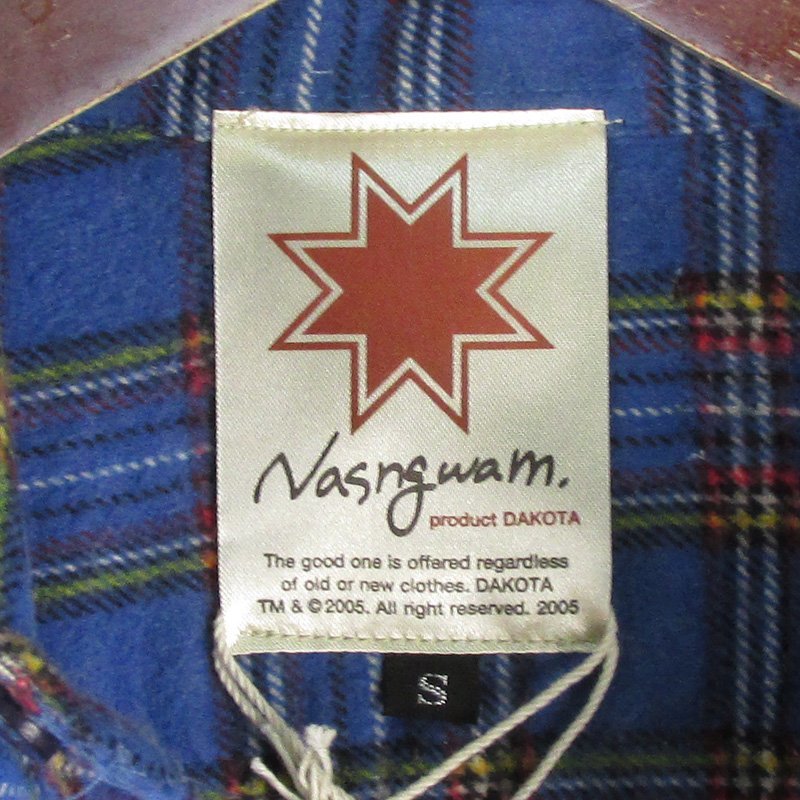 Nasngwam.
product DAKOTA
The good one is offered regardless
of old or new clothes. DAKOTA
TM & © 2005. All right reserved. 2005
S